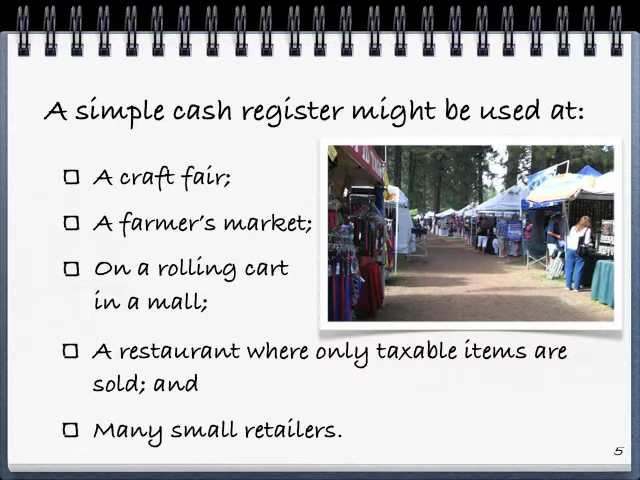 A simple cash register might be used at:
A craft fair;
A farmer's market;
On a rolling cart
in a mall;
A restaurant where only taxable items are
sold; and
Many small retailers.
5